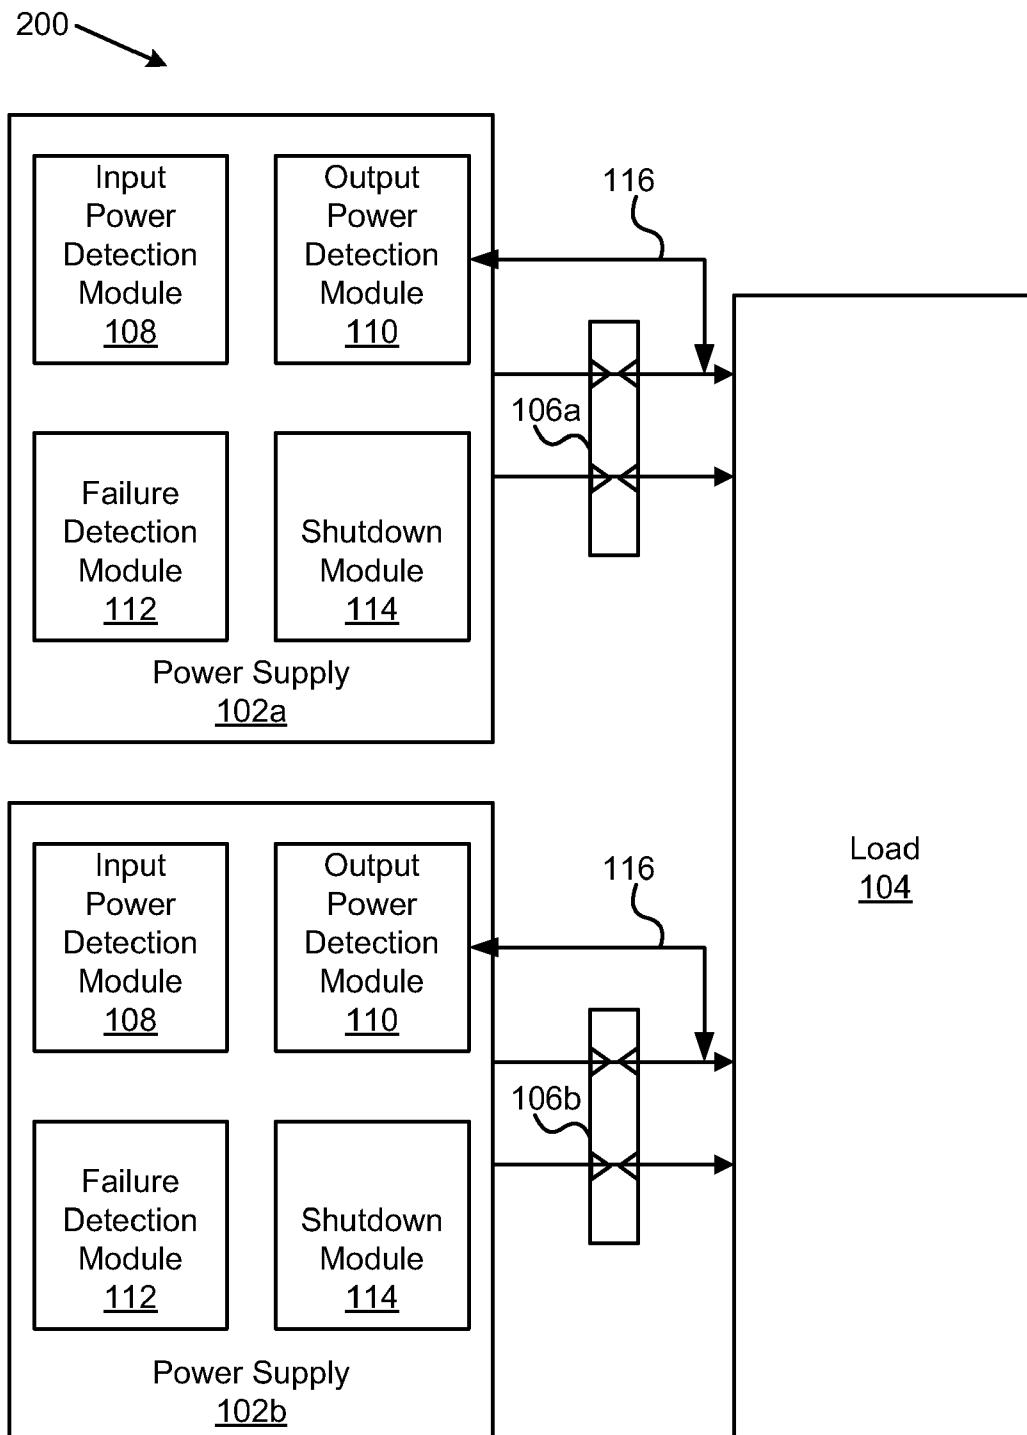 200
Input
Power
Detection
Module
108
Output
Power
Detection
Module
110
116
106a
Failure
Detection
Module
112
Shutdown
Module
114
Power Supply
102a
Input
Power
Detection
Module
108
Output
Power
Detection
Module
110
116
Load
104
106b
Failure
Detection
Module
112
Shutdown
Module
114
Power Supply
102b